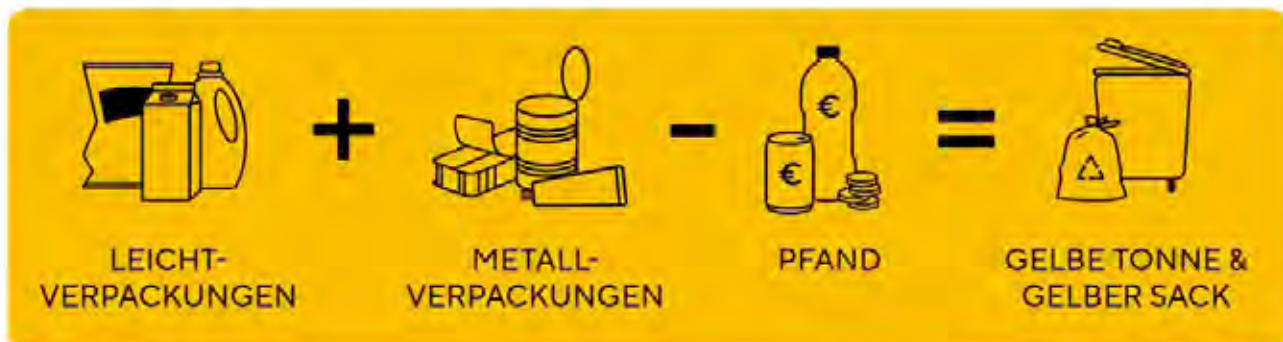 + - € € =
LEICHT-
VERPACKUNGEN
METALL-
VERPACKUNGEN
PFAND
GELBE TONNE &
GELBER SACK